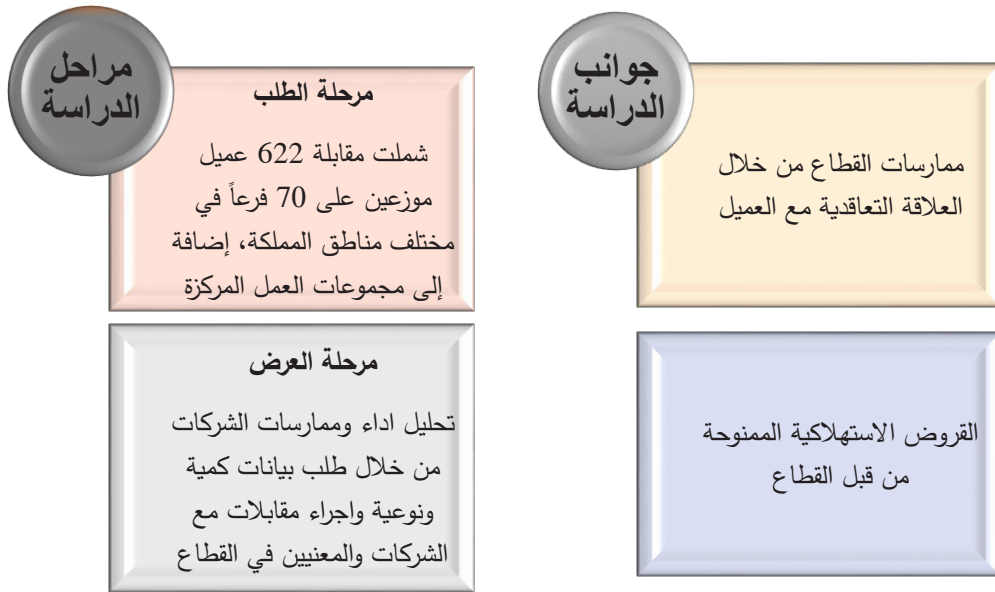 جوانب
الدراسة
ممارسات القطاع من خلال
العلاقة التعاقدية مع العميل
القروض الاستهلاكية الممنوحة
من قبل القطاع
مراحل
الدراسة
مرحلة الطلب
شملت مقابلة 622 عميل
موزعين على 70 فرعاً في
مختلف مناطق المملكة، إضافة
إلى مجموعات العمل المركزة
مرحلة العرض
تحليل اداء وممارسات الشركات
من خلال طلب بيانات كمية
ونوعية واجراء مقابلات مع
الشركات والمعنيين في القطاع